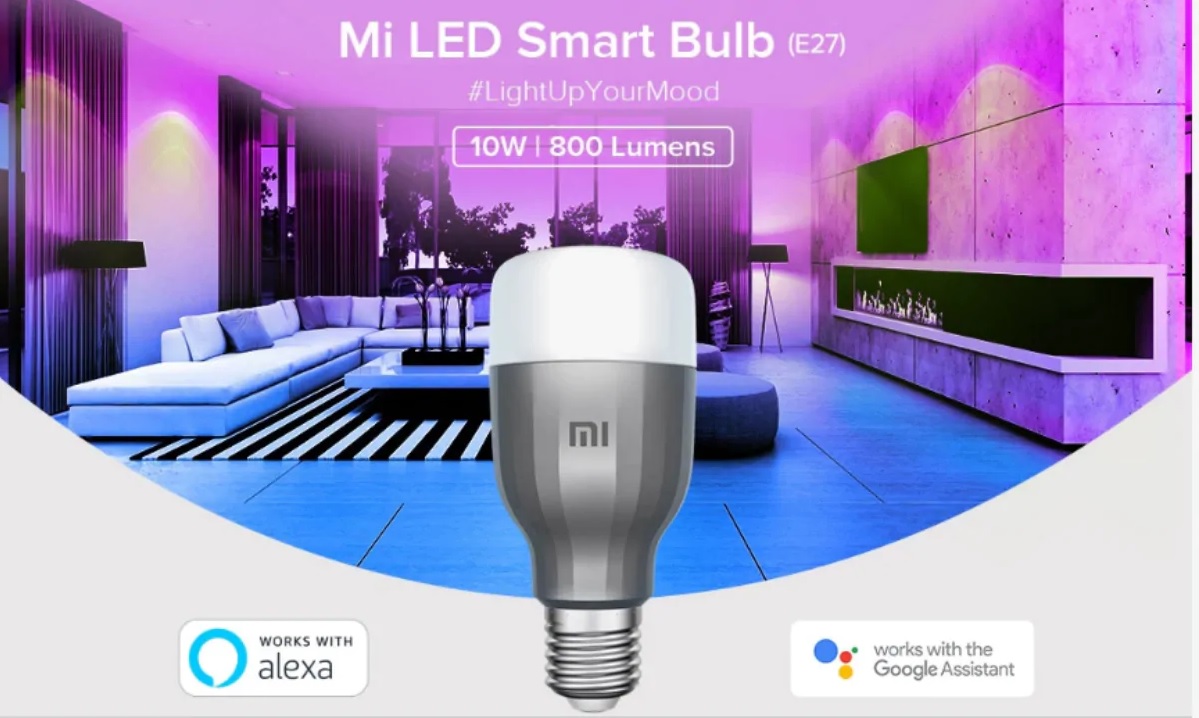 Mi LED Smart Bulb (E27)
#LightUpYourMood
10W | 800 Lumens
MI
WORKS WITH
alexa
works with the
Google Assistant